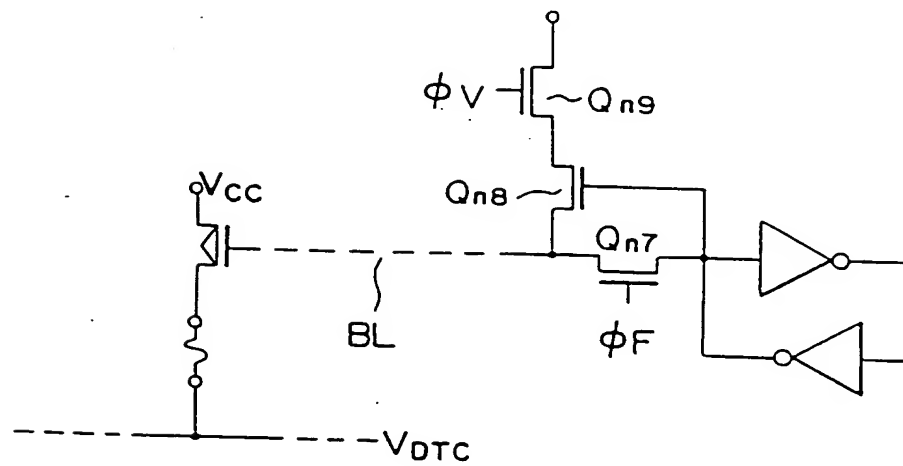 ϕV
Qn9
VCC
Qn8
Qn7
BL
ϕF
VDTC